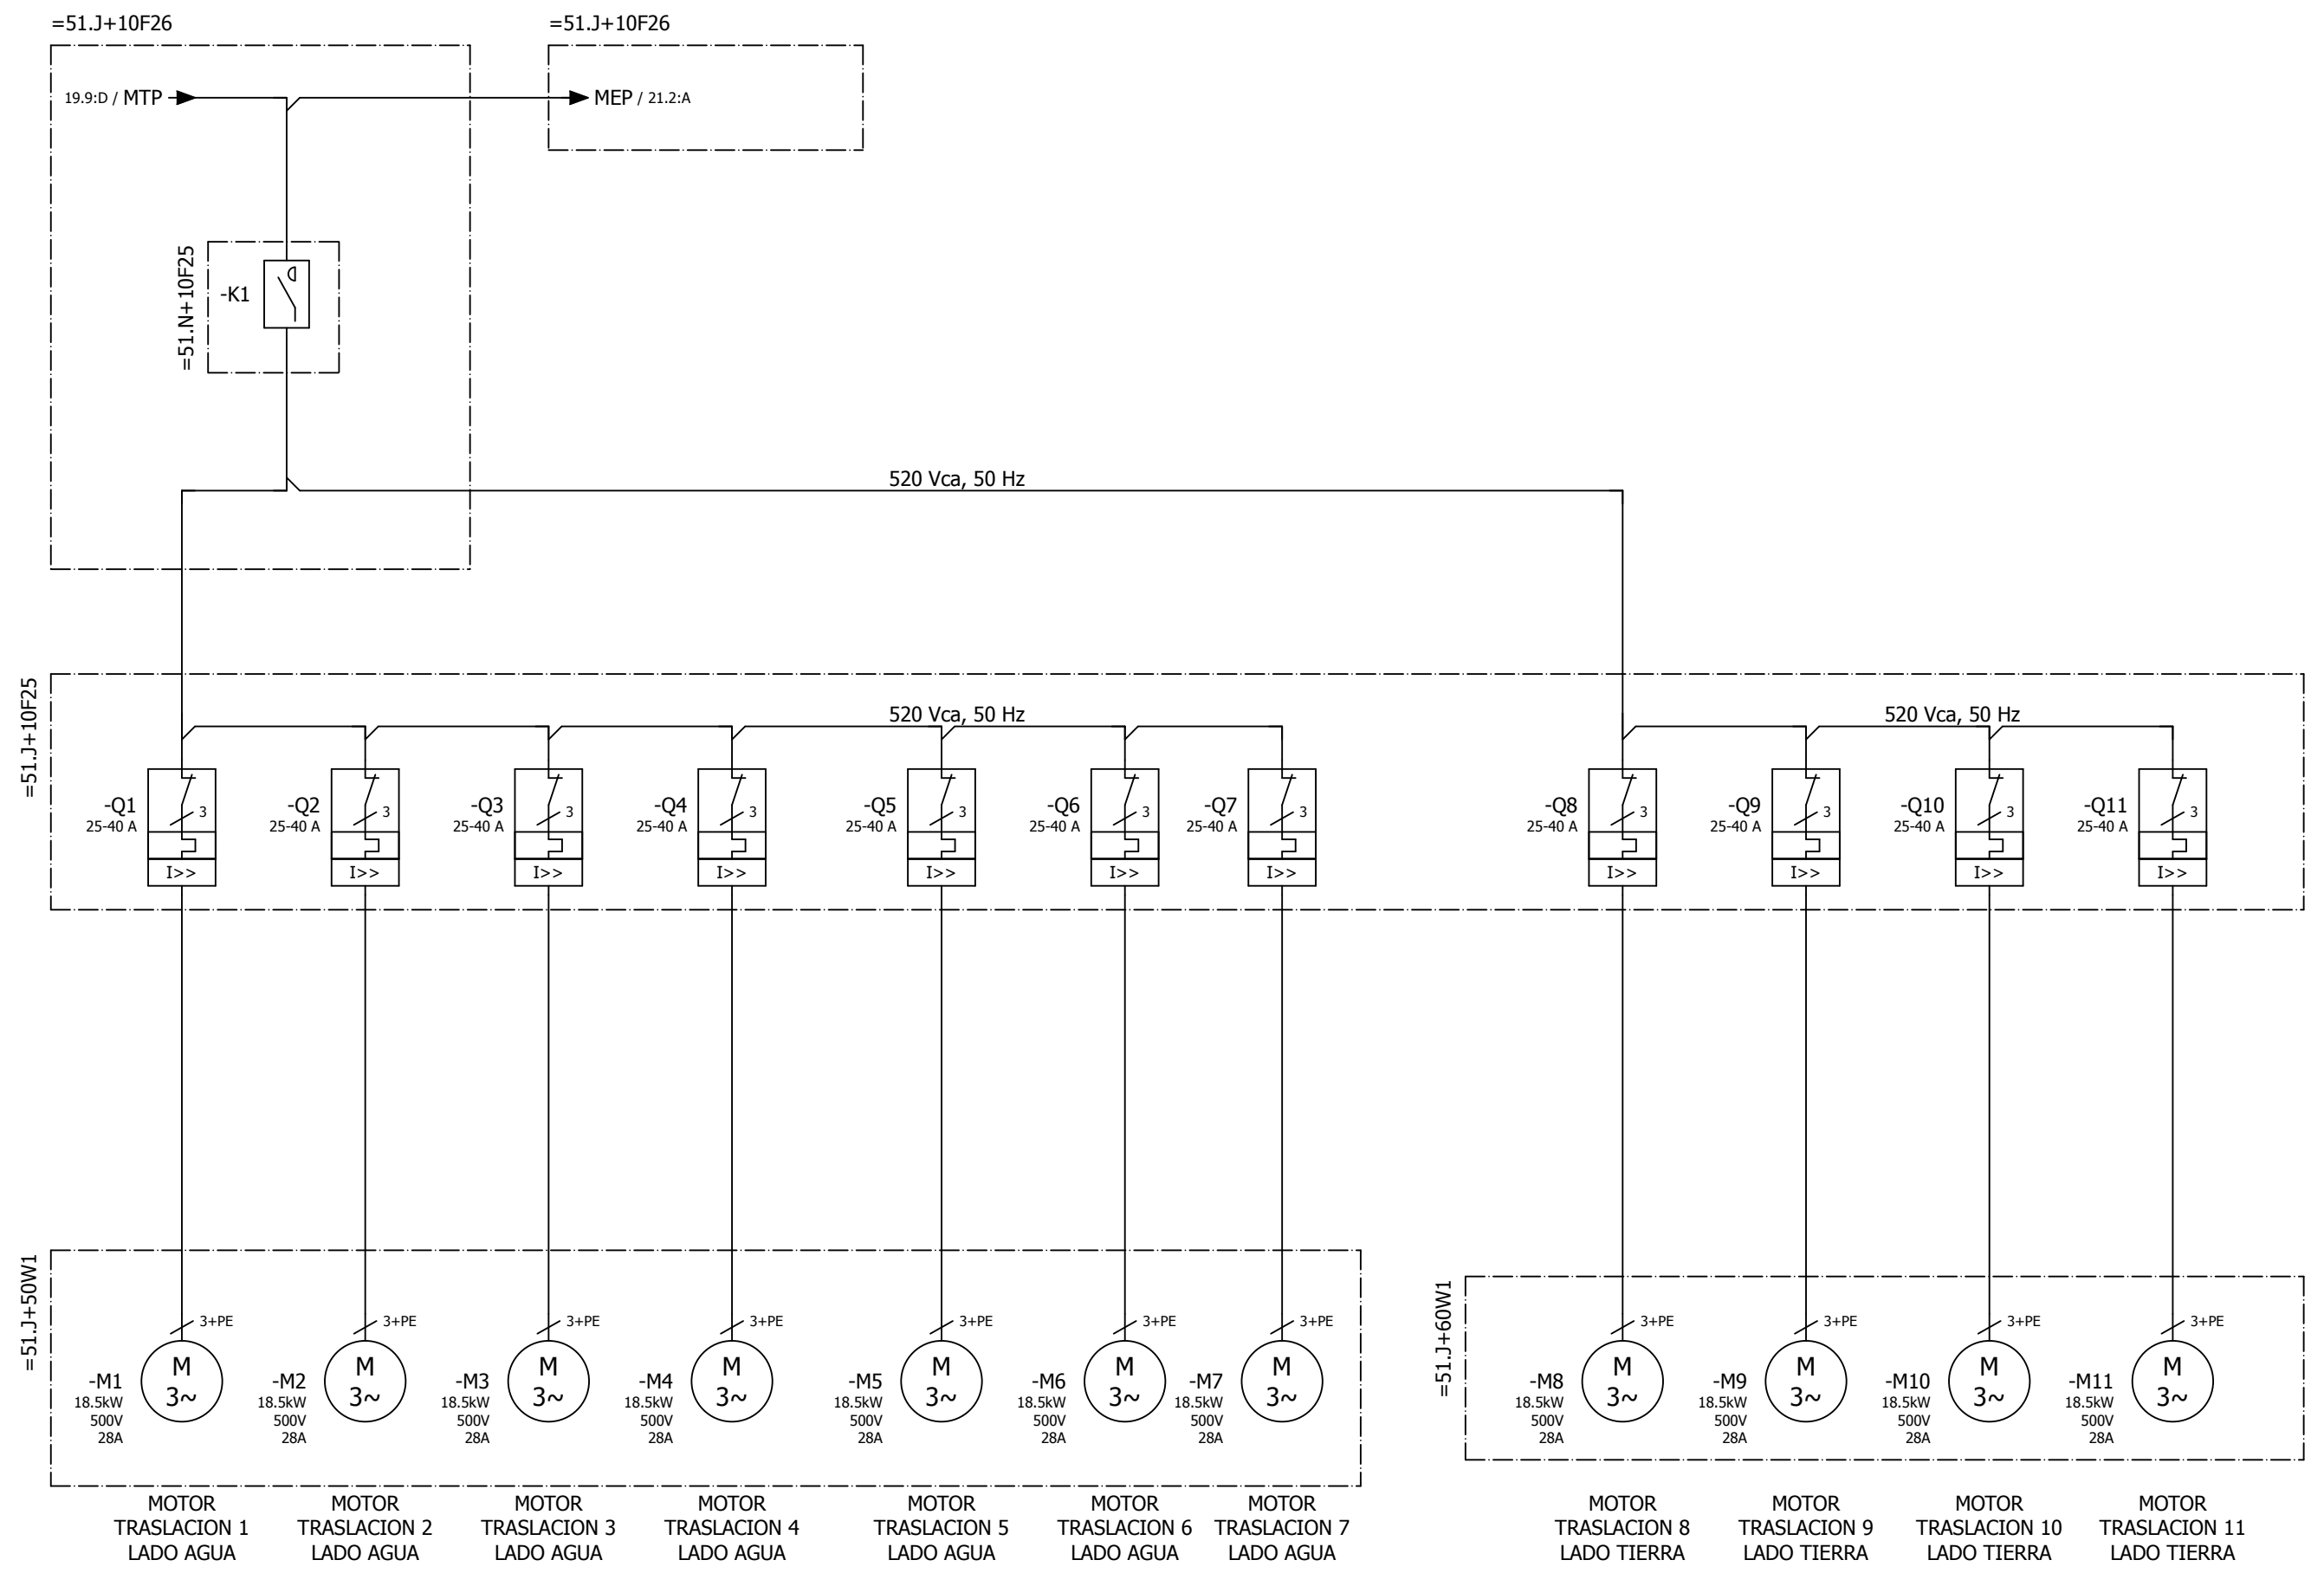 =51.J+10F26
=51.J+10F26
19.9:D / MTP
MEP / 21.2:A
=51.N+10F25
-K1
520 Vca, 50 Hz
=51.J+10F25
520 Vca, 50 Hz
520 Vca, 50 Hz
-Q1
25-40 A
3
I>>
-Q2
25-40 A
3
I>>
-Q3
25-40 A
3
I>>
-Q4
25-40 A
3
I>>
-Q5
25-40 A
3
I>>
-Q6
25-40 A
3
I>>
-Q7
25-40 A
3
I>>
-Q8
25-40 A
3
I>>
-Q9
25-40 A
3
I>>
-Q10
25-40 A
3
I>>
-Q11
25-40 A
3
I>>
=51.J+50W1
=51.J+60W1
3+PE
-M1
18.5kW
500V
28A
M
3~
3+PE
-M2
18.5kW
500V
28A
M
3~
3+PE
-M3
18.5kW
500V
28A
M
3~
3+PE
-M4
18.5kW
500V
28A
M
3~
3+PE
-M5
18.5kW
500V
28A
M
3~
3+PE
-M6
18.5kW
500V
28A
M
3~
3+PE
-M7
18.5kW
500V
28A
M
3~
3+PE
-M8
18.5kW
500V
28A
M
3~
3+PE
-M9
18.5kW
500V
28A
M
3~
3+PE
-M10
18.5kW
500V
28A
M
3~
3+PE
-M11
18.5kW
500V
28A
M
3~
MOTOR
TRASLACION 1
LADO AGUA
MOTOR
TRASLACION 2
LADO AGUA
MOTOR
TRASLACION 3
LADO AGUA
MOTOR
TRASLACION 4
LADO AGUA
MOTOR
TRASLACION 5
LADO AGUA
MOTOR
TRASLACION 6
LADO AGUA
MOTOR
TRASLACION 7
LADO AGUA
MOTOR
TRASLACION 8
LADO TIERRA
MOTOR
TRASLACION 9
LADO TIERRA
MOTOR
TRASLACION 10
LADO TIERRA
MOTOR
TRASLACION 11
LADO TIERRA